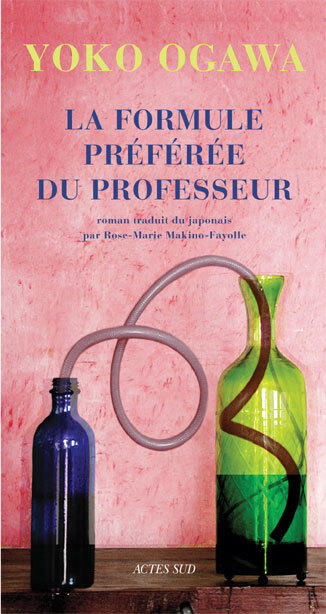 YOKO OGAWA
LA FORMULE
PRÉFÉRÉE
DU PROFESSEUR
roman traduit du japonais
par Rose-Marie Makino-Fayolle
ACTES SUD